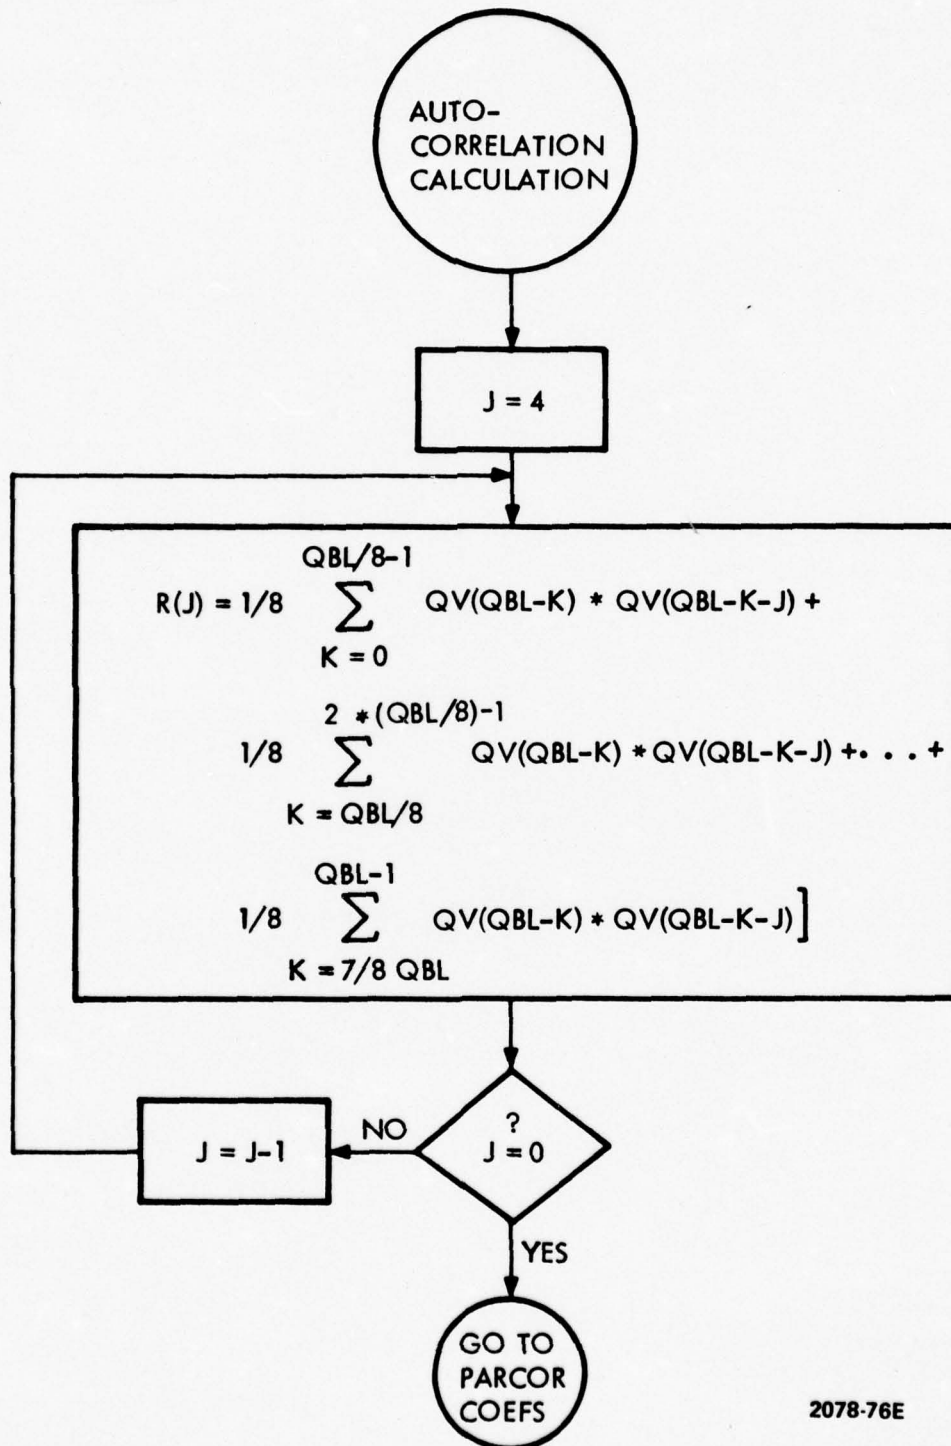 AUTO-
CORRELATION
CALCULATION
J = 4
QBL/8-1
R(J) = 1/8 ∑ QV(QBL-K) * QV(QBL-K-J) +
K = 0
2 *(QBL/8)-1
1/8 ∑ QV(QBL-K) * QV(QBL-K-J) +. . . +
K = QBL/8
QBL-1
1/8 ∑ QV(QBL-K) * QV(QBL-K-J)]
K = 7/8 QBL
?
J = 0
NO
J = J-1
YES
GO TO
PARCOR
COEFS
2078-76E